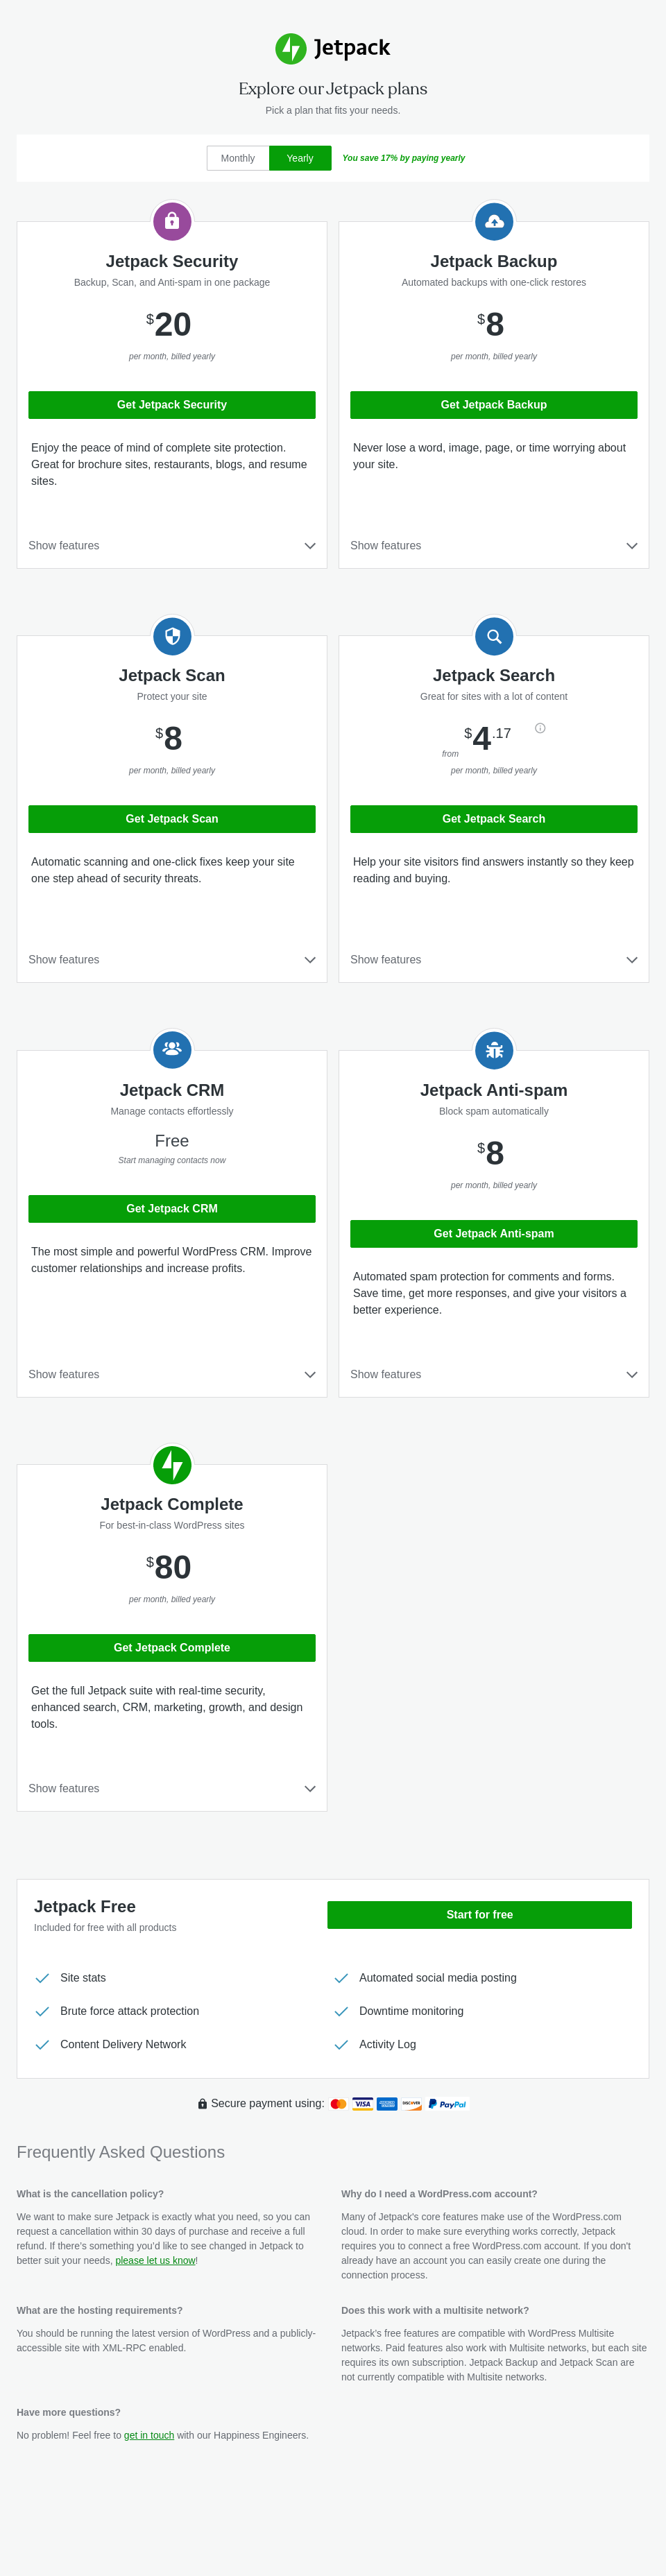 Jetpack
Explore our Jetpack plans
Pick a plan that fits your needs.
Monthly
Yearly
You save 17% by paying yearly
Jetpack Security
Backup, Scan, and Anti-spam in one package
$20
per month, billed yearly
Get Jetpack Security
Enjoy the peace of mind of complete site protection.
Great for brochure sites, restaurants, blogs, and resume
sites.
Show features
Jetpack Backup
Automated backups with one-click restores
$8
per month, billed yearly
Get Jetpack Backup
Never lose a word, image, page, or time worrying about
your site.
Show features
Jetpack Scan
Protect your site
$8
per month, billed yearly
Get Jetpack Scan
Automatic scanning and one-click fixes keep your site
one step ahead of security threats.
Show features
Jetpack Search
Great for sites with a lot of content
from $4.17
per month, billed yearly
Get Jetpack Search
Help your site visitors find answers instantly so they keep
reading and buying.
Show features
Jetpack CRM
Manage contacts effortlessly
Free
Start managing contacts now
Get Jetpack CRM
The most simple and powerful WordPress CRM. Improve
customer relationships and increase profits.
Show features
Jetpack Anti-spam
Block spam automatically
$8
per month, billed yearly
Get Jetpack Anti-spam
Automated spam protection for comments and forms.
Save time, get more responses, and give your visitors a
better experience.
Show features
Jetpack Complete
For best-in-class WordPress sites
$80
per month, billed yearly
Get Jetpack Complete
Get the full Jetpack suite with real-time security,
enhanced search, CRM, marketing, growth, and design
tools.
Show features
Jetpack Free
Included for free with all products
Start for free
Site stats
Automated social media posting
Brute force attack protection
Downtime monitoring
Content Delivery Network
Activity Log
Secure payment using: VISA AMERICAN EXPRESS DISCOVER PayPal
Frequently Asked Questions
What is the cancellation policy?
We want to make sure Jetpack is exactly what you need, so you can
request a cancellation within 30 days of purchase and receive a full
refund. If there’s something you’d like to see changed in Jetpack to
better suit your needs, please let us know!
Why do I need a WordPress.com account?
Many of Jetpack's core features make use of the WordPress.com
cloud. In order to make sure everything works correctly, Jetpack
requires you to connect a free WordPress.com account. If you don't
already have an account you can easily create one during the
connection process.
What are the hosting requirements?
You should be running the latest version of WordPress and a publicly-
accessible site with XML-RPC enabled.
Does this work with a multisite network?
Jetpack’s free features are compatible with WordPress Multisite
networks. Paid features also work with Multisite networks, but each site
requires its own subscription. Jetpack Backup and Jetpack Scan are
not currently compatible with Multisite networks.
Have more questions?
No problem! Feel free to get in touch with our Happiness Engineers.